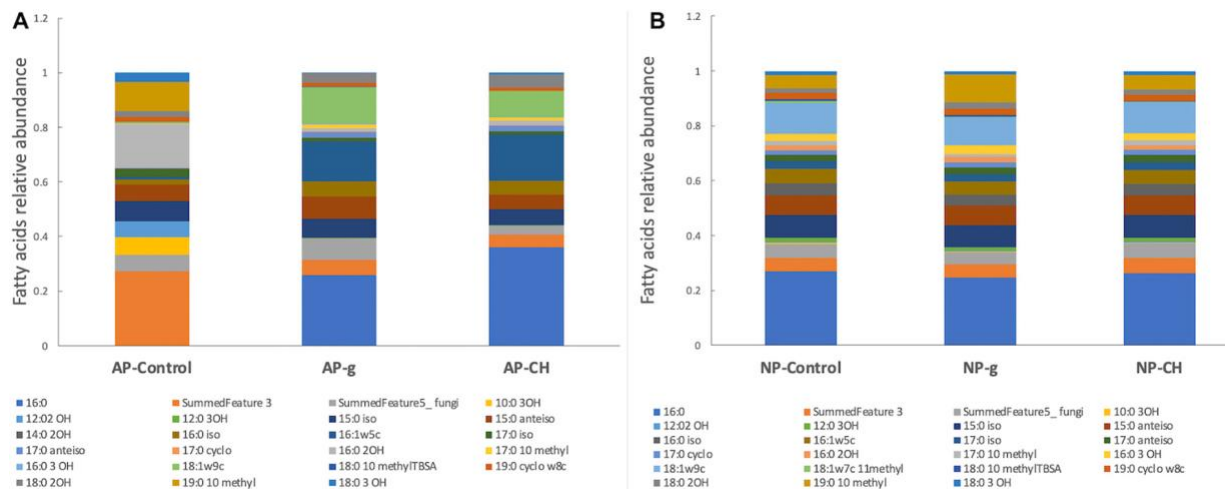 A
Fatty acids relative abundance
1.2
1
0.8
0.6
0.4
0.2
0
AP-Control AP-g AP-CH
16:0 SummedFeature 3 SummedFeature5_ fungi 10:0 3OH
12:02 OH 12:0 3OH 15:0 iso 15:0 anteiso
14:0 2OH 16:0 iso 16:1w5c 17:0 iso
17:0 anteiso 17:0 cyclo 16:0 2OH 17:0 10 methyl
16:0 3 OH 18:1w9c 18:0 10 methylTBSA 19:0 cyclo w8c
18:0 2OH 19:0 10 methyl 18:0 3 OH
B
Fatty acids relative abundance
1.2
1
0.8
0.6
0.4
0.2
0
NP-Control NP-g NP-CH
16:0 SummedFeature 3 SummedFeature5_ fungi 10:0 3OH
12:02 OH 12:0 3OH 15:0 iso 15:0 anteiso
16:0 iso 16:1w5c 17:0 iso 17:0 anteiso
17:0 cyclo 16:0 2OH 17:0 10 methyl 16:0 3 OH
18:1w9c 18:1w7c 11methyl 18:0 10 methylTBSA 19:0 cyclo w8c
18:0 2OH 19:0 10 methyl 18:0 3 OH